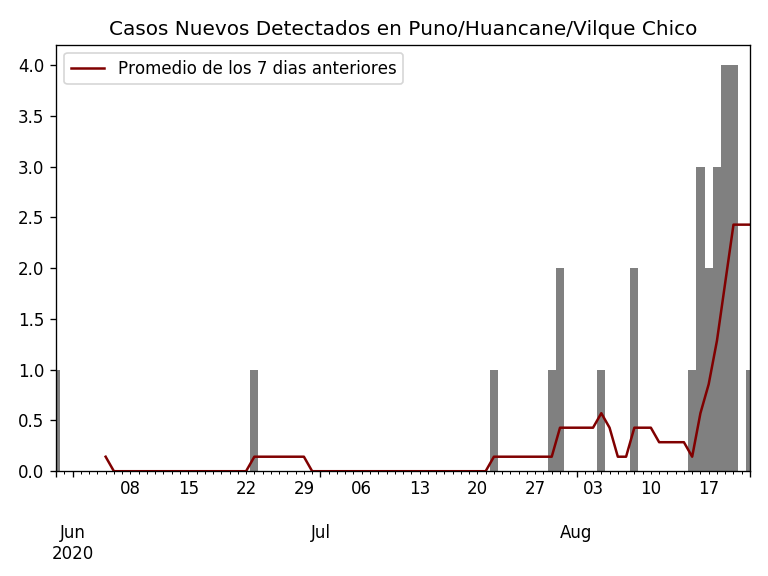 Casos Nuevos Detectados en Puno/Huancane/Vilque Chico
Promedio de los 7 dias anteriores
4.0
3.5
3.0
2.5
2.0
1.5
1.0
0.5
0.0
08 15 22 29 06 13 20 27 03 10 17
Jun Jul Aug
2020